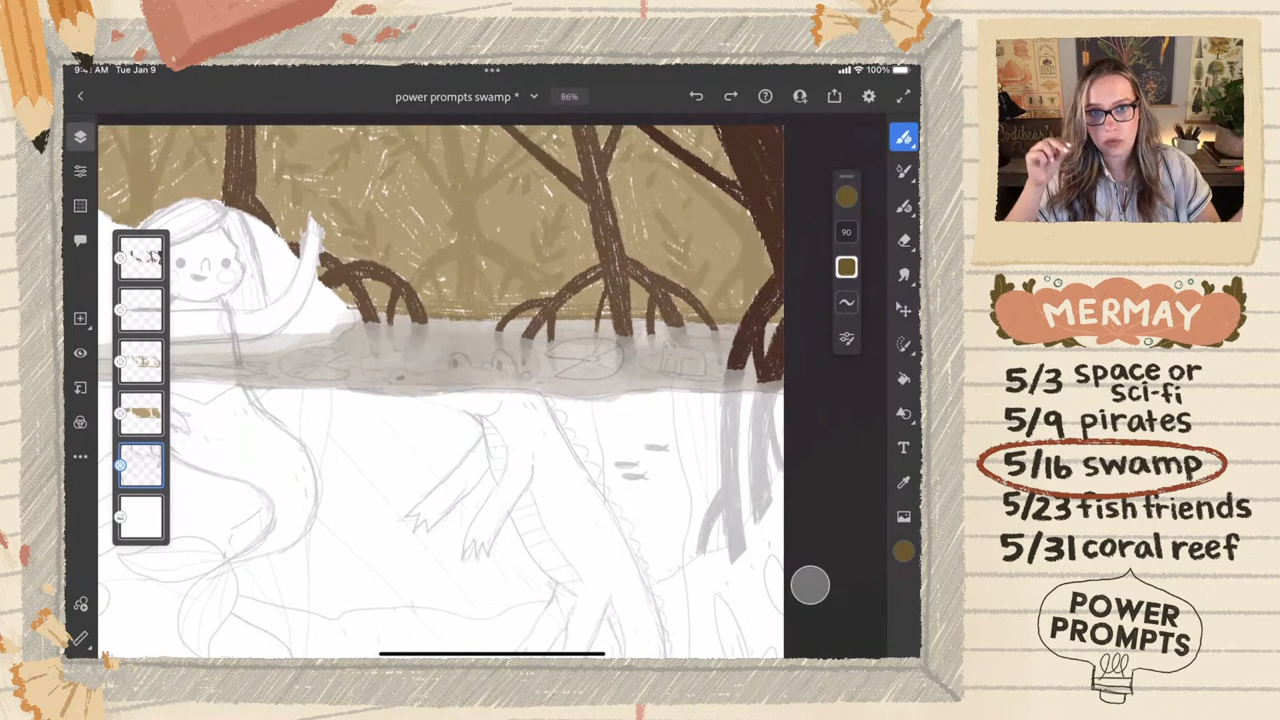 9:41 AM Tue Jan 9
100%
power prompts swamp *
86%
90
T
MERMAY
5/3 space or
sci-fi
5/9 pirates
5/16 swamp
5/23 fish friends
5/31 coral reef
POWER
PROMPTS